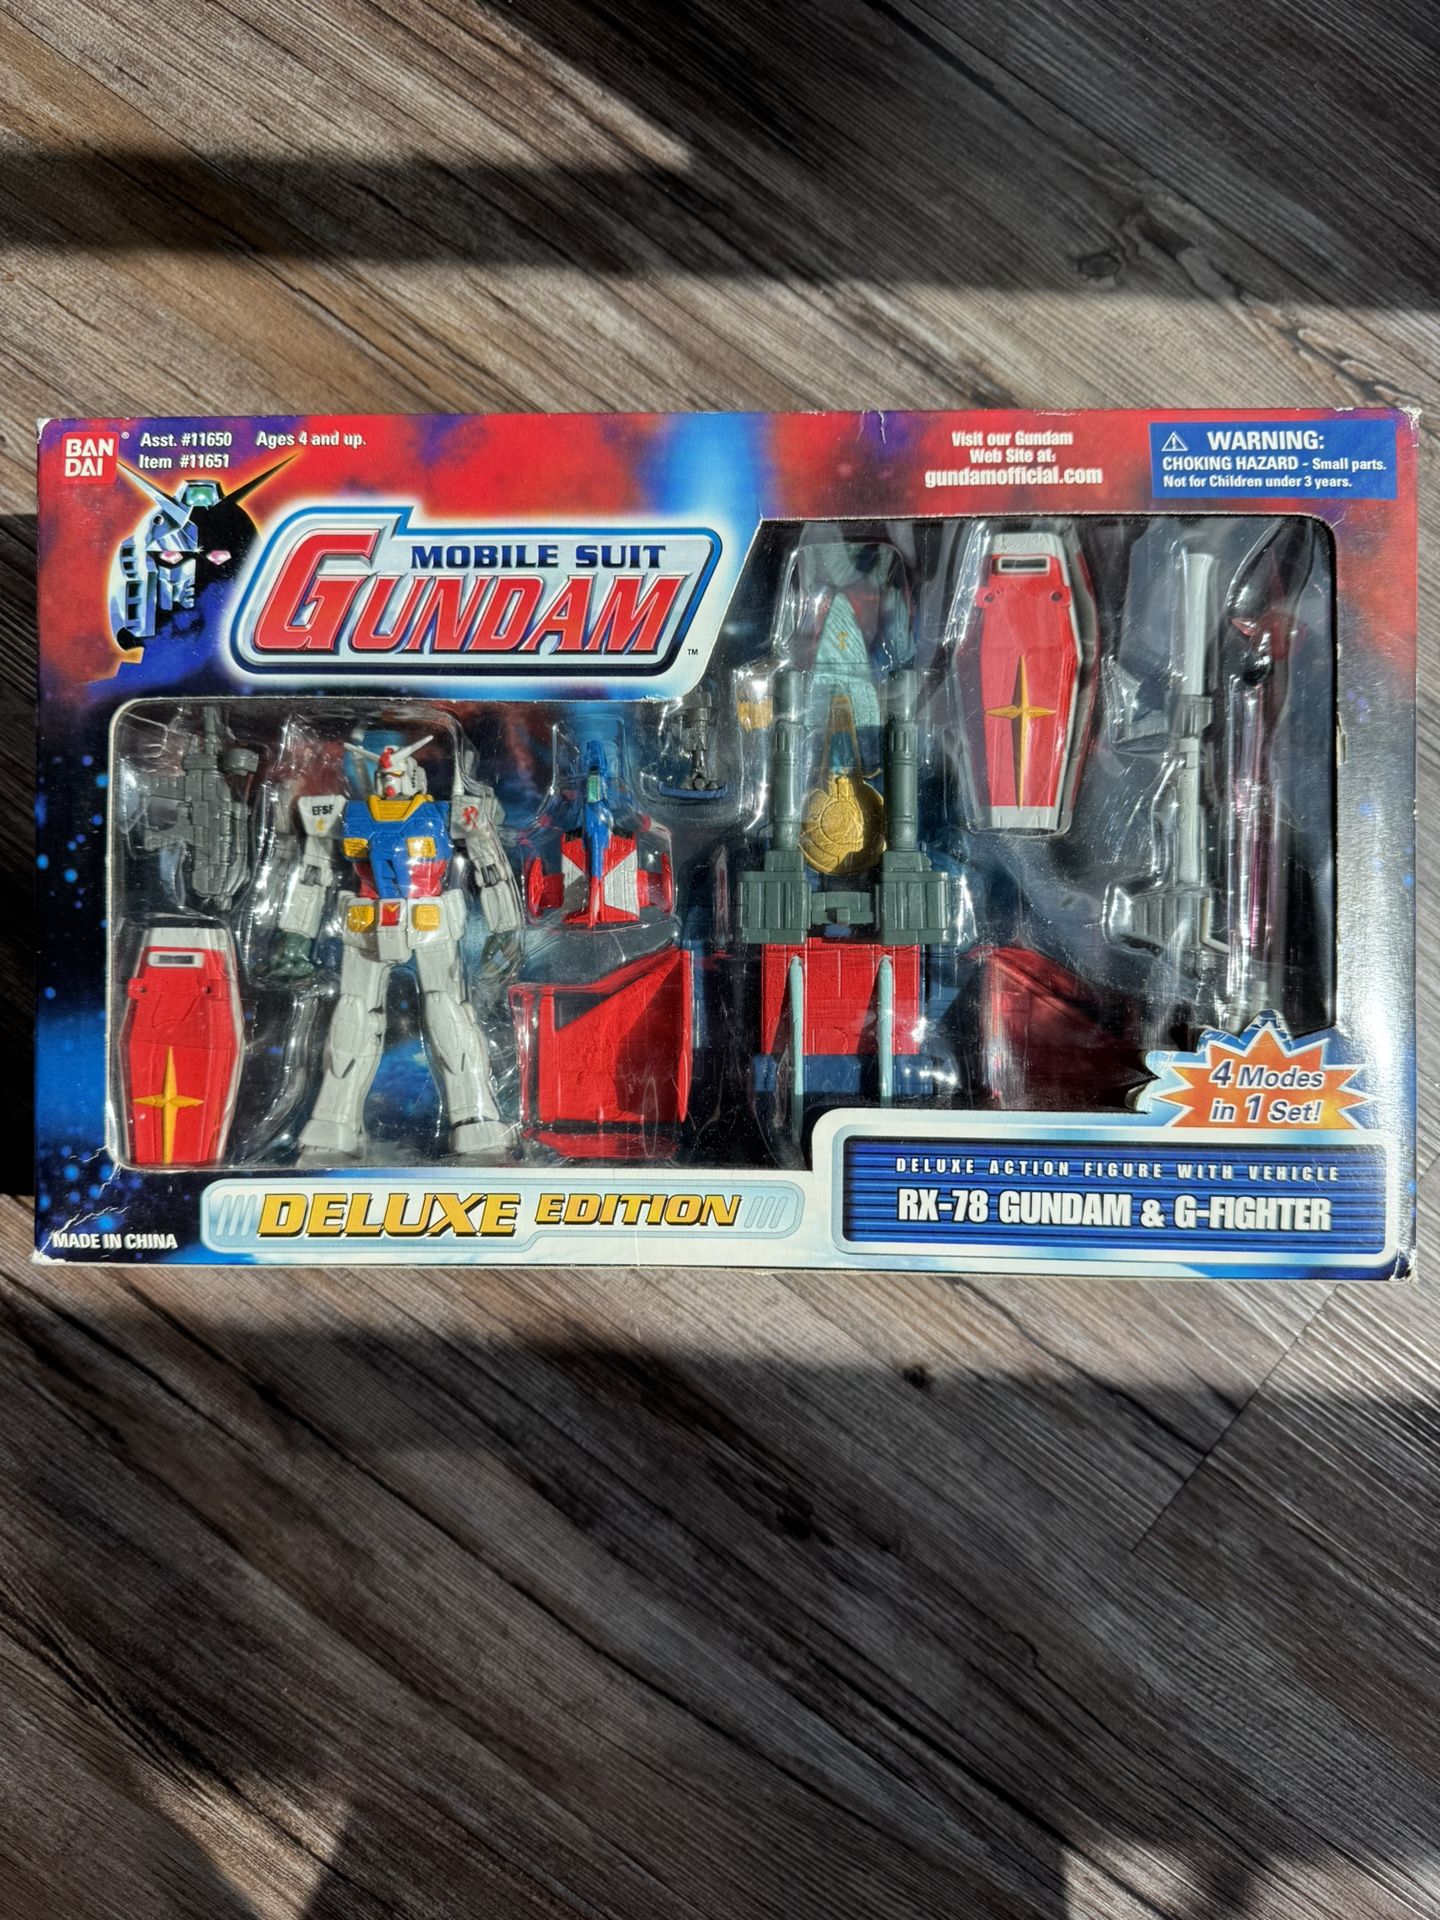 BAN
DAI
®
Asst. #11650 Ages 4 and up.
Item #11651
Visit our Gundam
Web Site at:
gundamofficial.com
WARNING:
CHOKING HAZARD - Small parts.
Not for Children under 3 years.
MOBILE SUIT
GUNDAM
™
EFSF
4 Modes
in 1 Set!
DELUXE ACTION FIGURE WITH VEHICLE
RX-78 GUNDAM & G-FIGHTER
DELUXE EDITION
MADE IN CHINA